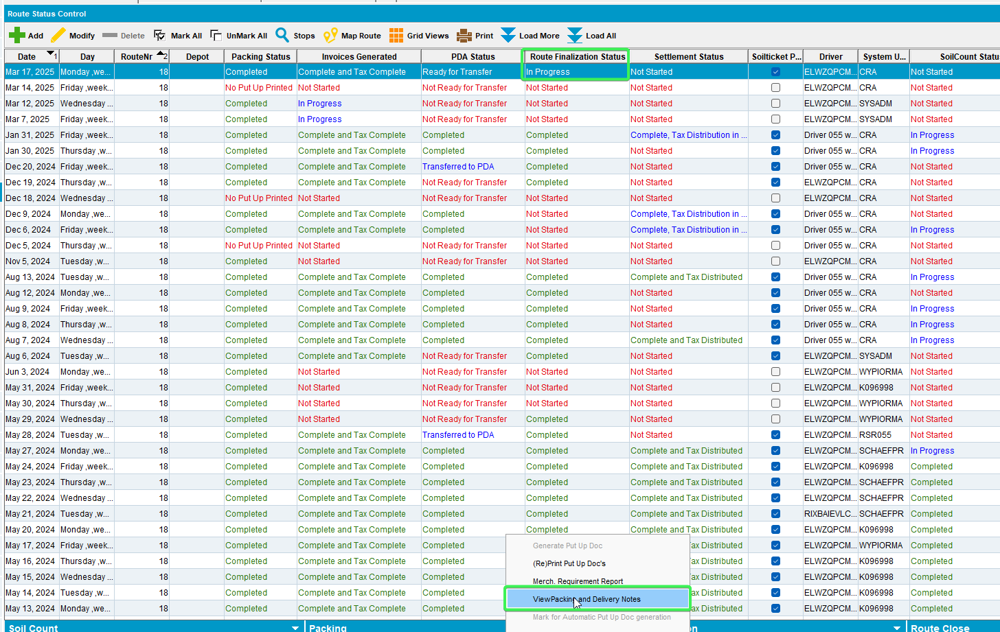 Route Status Control
Add Modify Delete Mark All UnMark All Stops Map Route Grid Views Print Load More Load All
Date 1 Day RouteNr 2 Depot Packing Status Invoices Generated PDA Status Route Finalization Status Settlement Status Soilticket P... Driver System U... SoilCount Statu
Mar 17, 2025 Monday ,we... 18 Completed Complete and Tax Complete Ready for Transfer In Progress Not Started ELWZQPCM... CRA Not Started
Mar 14, 2025 Friday ,week... 18 No Put Up Printed Not Started Not Ready for Transfer Not Started Not Started ELWZQPCM... CRA Not Started
Mar 12, 2025 Wednesday ... 18 Completed In Progress Not Ready for Transfer Not Started Not Started ELWZQPCM... SYSADM Not Started
Mar 7, 2025 Friday ,week... 18 Completed In Progress Not Ready for Transfer Not Started Not Started ELWZQPCM... SYSADM Not Started
Jan 31, 2025 Friday ,week... 18 Completed Complete and Tax Complete Completed Completed Complete, Tax Distribution in ... Driver 055 w... CRA In Progress
Jan 30, 2025 Thursday ,w... 18 Completed Complete and Tax Complete Completed Completed Not Started Driver 055 w... CRA In Progress
Dec 20, 2024 Friday ,week... 18 Completed Complete and Tax Complete Transferred to PDA Completed Not Started Driver 055 w... CRA Not Started
Dec 19, 2024 Thursday ,w... 18 Completed Complete and Tax Complete Not Ready for Transfer Completed Not Started ELWZQPCM... CRA Not Started
Dec 18, 2024 Wednesday ... 18 No Put Up Printed Not Started Not Ready for Transfer Not Started Not Started ELWZQPCM... CRA Not Started
Dec 9, 2024 Monday ,we... 18 Completed Complete and Tax Complete Completed Not Started Complete, Tax Distribution in ... Driver 055 w... CRA Not Started
Dec 6, 2024 Friday ,week... 18 Completed Complete and Tax Complete Completed Not Started Complete, Tax Distribution in ... Driver 055 w... CRA In Progress
Dec 5, 2024 Thursday ,w... 18 No Put Up Printed Not Started Not Ready for Transfer Not Started Not Started Driver 055 w... CRA Not Started
Nov 5, 2024 Tuesday ,w... 18 Completed Not Started Not Ready for Transfer Not Started Not Started Driver 055 w... CRA Not Started
Aug 13, 2024 Tuesday ,w... 18 Completed Complete and Tax Complete Completed Completed Complete and Tax Distributed Driver 055 w... CRA In Progress
Aug 12, 2024 Monday ,we... 18 Completed Complete and Tax Complete Completed Completed Not Started Driver 055 w... CRA Not Started
Aug 9, 2024 Friday ,week... 18 Completed Complete and Tax Complete Completed Completed Not Started Driver 055 w... CRA In Progress
Aug 8, 2024 Thursday ,w... 18 Completed Complete and Tax Complete Completed Completed Not Started Driver 055 w... CRA In Progress
Aug 7, 2024 Wednesday ... 18 Completed Complete and Tax Complete Completed Completed Complete and Tax Distributed Driver 055 w... CRA In Progress
Aug 6, 2024 Tuesday ,w... 18 Completed Complete and Tax Complete Not Ready for Transfer Completed Not Started ELWZQPCM... SYSADM Not Started
Jun 3, 2024 Monday ,we... 18 Completed Not Started Not Ready for Transfer Not Started Not Started ELWZQPCM... WYPIORMA Not Started
May 31, 2024 Friday ,week... 18 Completed Not Started Not Ready for Transfer Not Started Not Started ELWZQPCM... K096998 Not Started
May 30, 2024 Thursday ,w... 18 Completed Not Started Not Ready for Transfer Not Started Not Started ELWZQPCM... WYPIORMA Not Started
May 29, 2024 Wednesday ... 18 Completed Not Started Not Ready for Transfer Completed Not Started ELWZQPCM... WYPIORMA Not Started
May 28, 2024 Tuesday ,w... 18 Completed Complete and Tax Complete Transferred to PDA Completed Not Started ELWZQPCM... RSR055 Not Started
May 27, 2024 Monday ,we... 18 Completed Complete and Tax Complete Completed Completed Complete and Tax Distributed ELWZQPCM... SCHAEFPR In Progress
May 24, 2024 Friday ,week... 18 Completed Complete and Tax Complete Completed Completed Complete and Tax Distributed ELWZQPCM... K096998 Completed
May 23, 2024 Thursday ,w... 18 Completed Complete and Tax Complete Completed Completed Complete and Tax Distributed ELWZQPCM... SCHAEFPR Completed
May 22, 2024 Wednesday ... 18 Completed Complete and Tax Complete Completed Completed Complete and Tax Distributed ELWZQPCM... SCHAEFPR Completed
May 21, 2024 Tuesday ,w... 18 Completed Complete and Tax Complete Completed Completed Complete and Tax Distributed RIXBAIEVLC... SCHAEFPR Completed
May 20, 2024 Monday ,we... 18 Completed Complete and Tax Complete Completed Completed Complete and Tax Distributed ELWZQPCM... K096998 Completed
May 17, 2024 Friday ,week... 18 Completed Complete and Tax Complete Completed Generate Put Up Doc Tax Distributed ELWZQPCM... WYPIORMA Completed
May 16, 2024 Thursday ,w... 18 Completed Complete and Tax Complete Completed (Re)Print Put Up Doc's ax Distributed ELWZQPCM... K096998 Completed
May 15, 2024 Wednesday ... 18 Completed Complete and Tax Complete Completed Merch. Requirement Report ax Distributed ELWZQPCM... K096998 Completed
May 14, 2024 Tuesday ,w... 18 Completed Complete and Tax Complete Completed ViewPacking and Delivery Notes ax Distributed ELWZQPCM... K096998 Completed
May 13, 2024 Monday ,we... 18 Completed Complete and Tax Complete Completed Mark for Automatic Put Up Doc generation ax Distributed ELWZQPCM... K096998 Completed
Soil Count Packing on Route Close